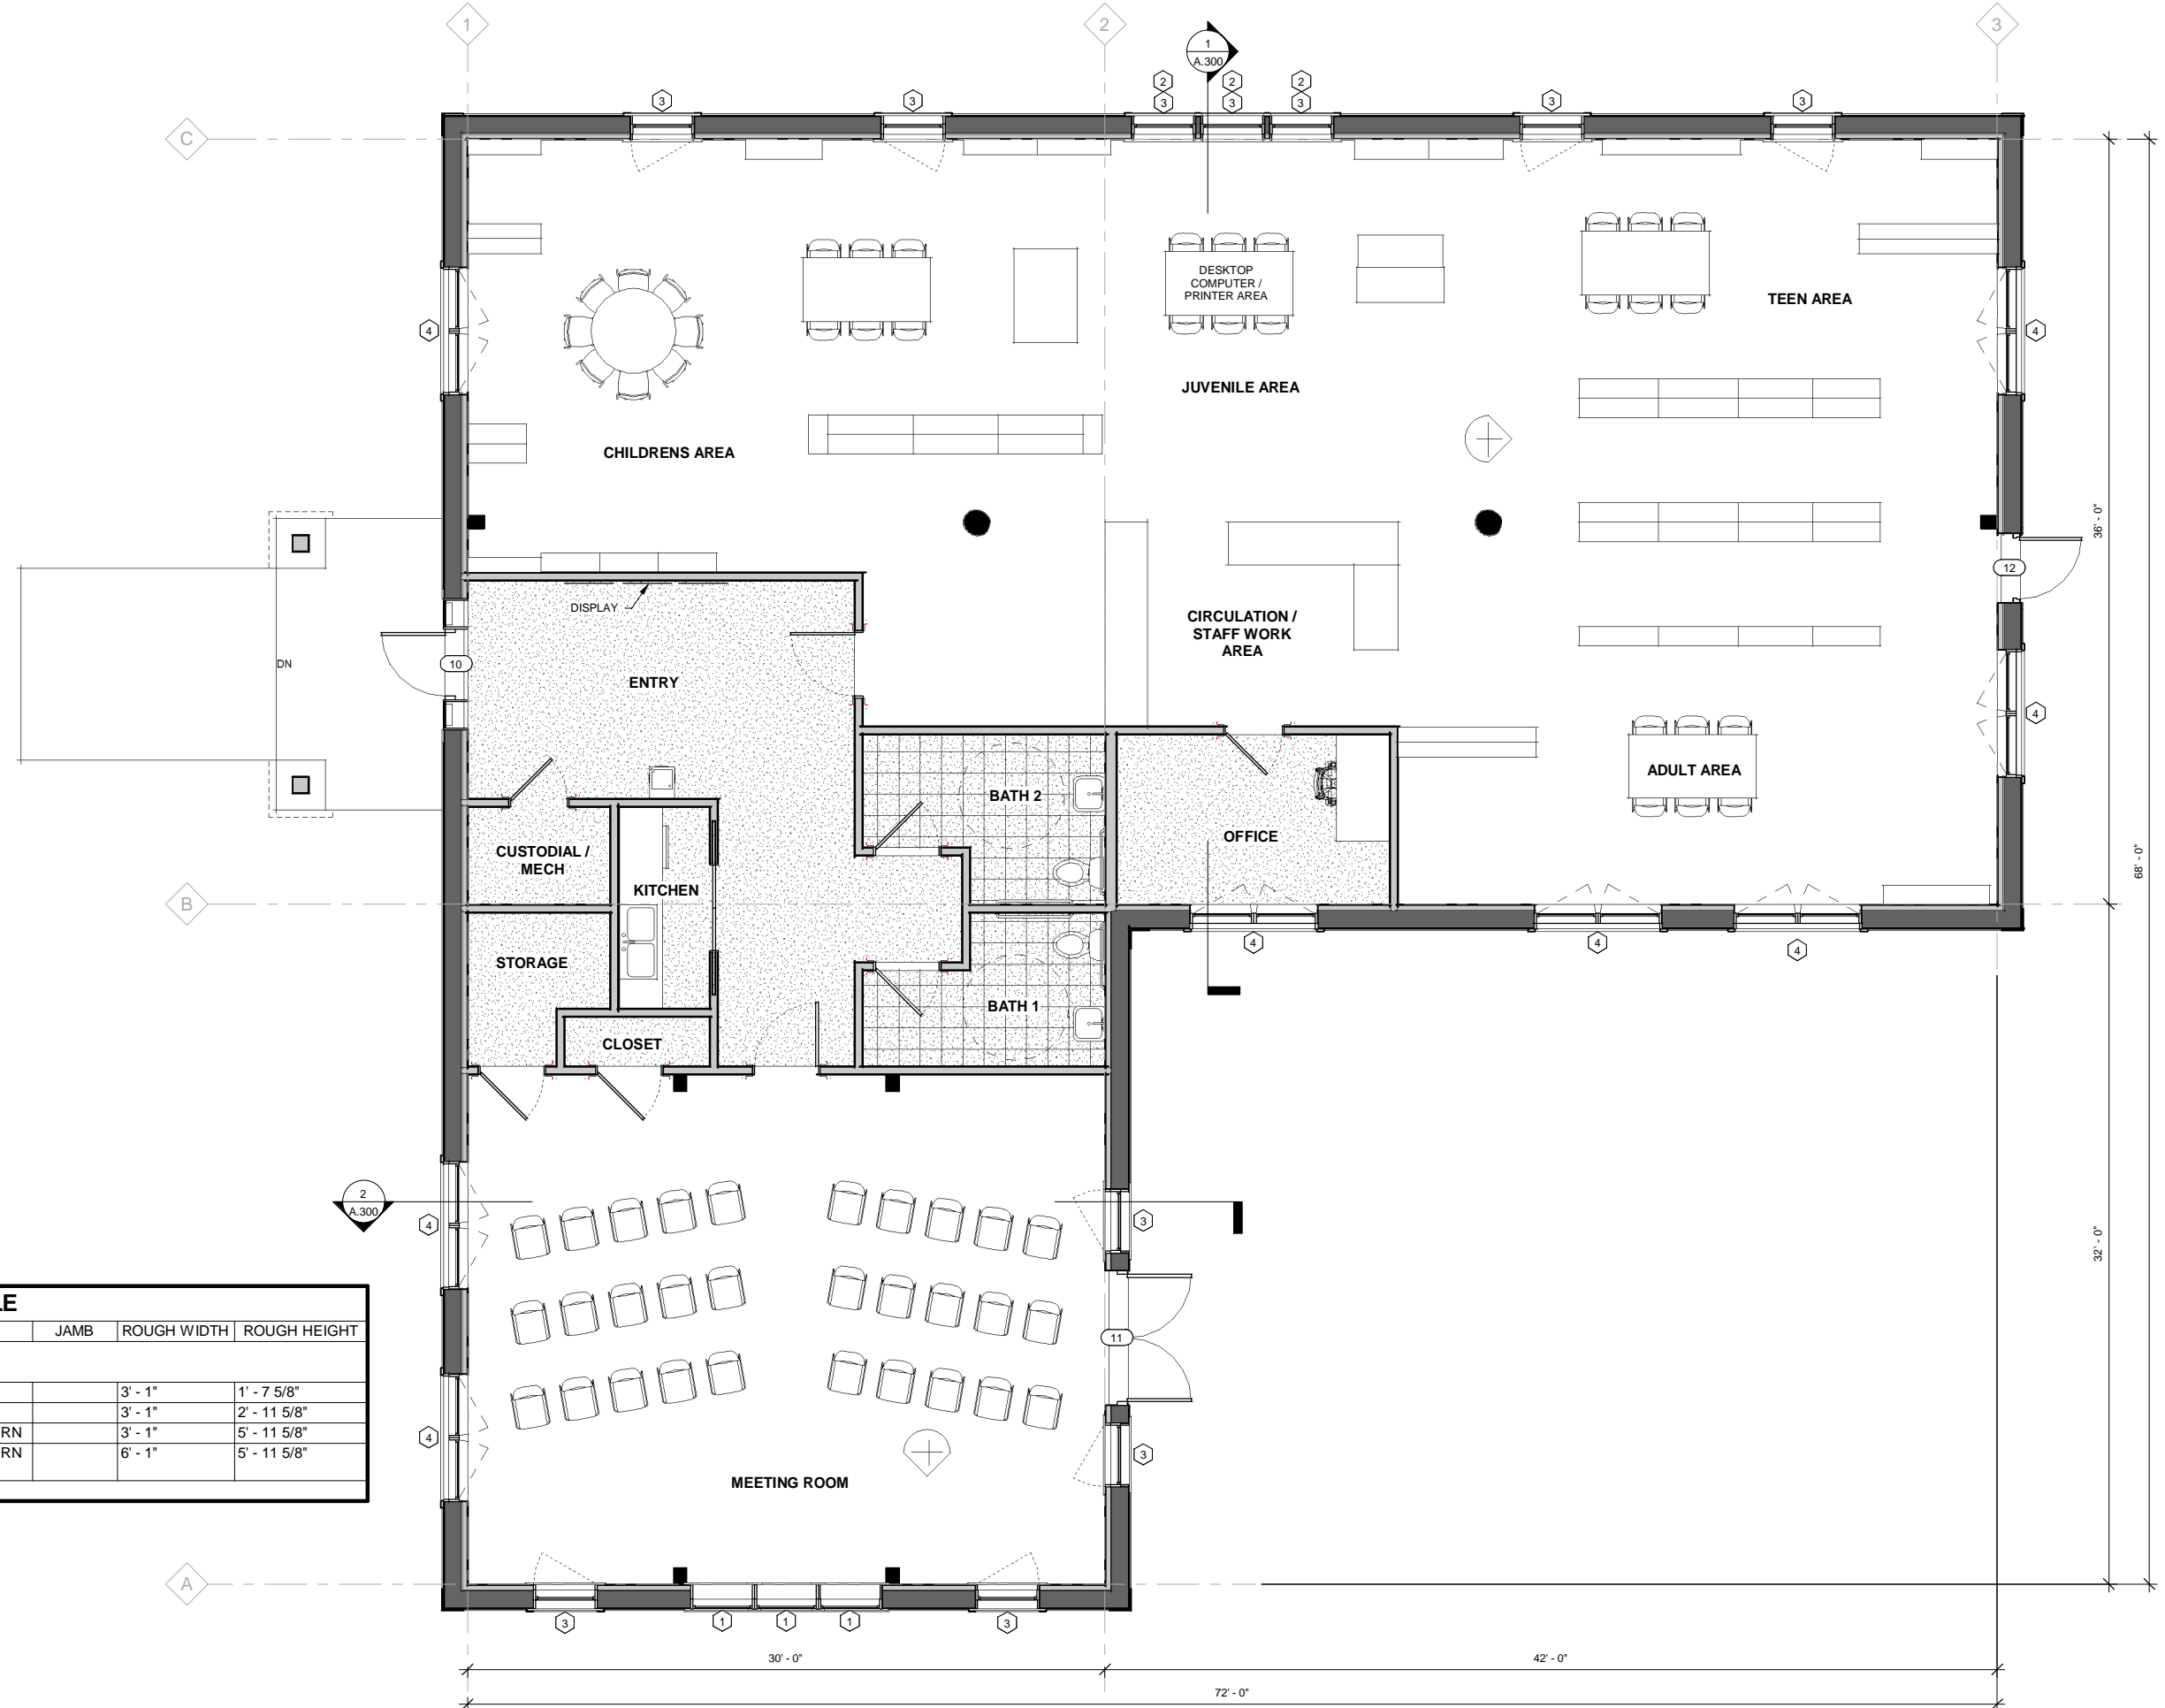 1
2
3
1
A.300
2
2
2
3
3
3
3
3
3
3
C
DESKTOP
COMPUTER /
PRINTER AREA
TEEN AREA
4
4
JUVENILE AREA
CHILDRENS AREA
36' - 0"
12
DISPLAY
CIRCULATION /
STAFF WORK
AREA
DN
10
ENTRY
4
ADULT AREA
BATH 2
OFFICE
CUSTODIAL /
MECH
KITCHEN
68' - 0"
B
4
4
4
STORAGE
BATH 1
CLOSET
2
A.300
4
3
32' - 0"
LE
JAMB
ROUGH WIDTH
ROUGH HEIGHT
3' - 1"
1' - 7 5/8"
3' - 1"
2' - 11 5/8"
RN
3' - 1"
5' - 11 5/8"
RN
6' - 1"
5' - 11 5/8"
11
4
3
MEETING ROOM
A
3
1
1
1
3
30' - 0"
42' - 0"
72' - 0"